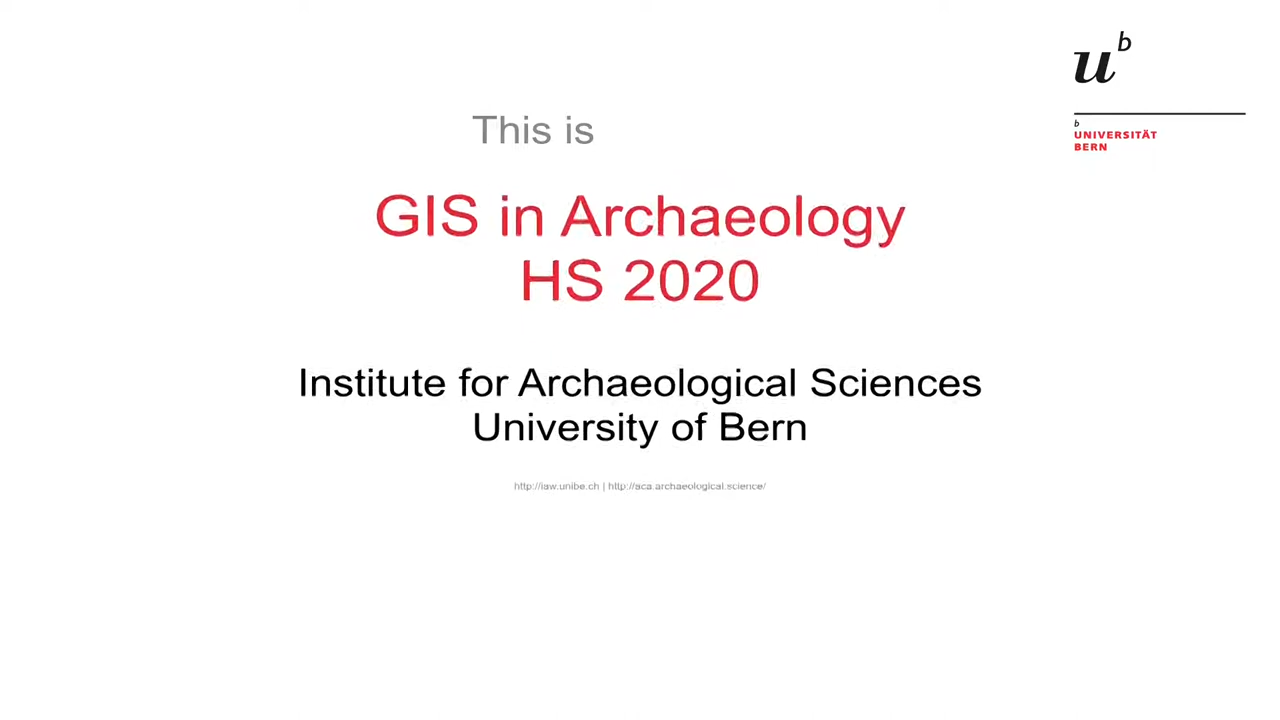 u b
b
UNIVERSITÄT
BERN
This is
GIS in Archaeology
HS 2020
Institute for Archaeological Sciences
University of Bern
http://iaw.unibe.ch | http://aca.archaeological.science/